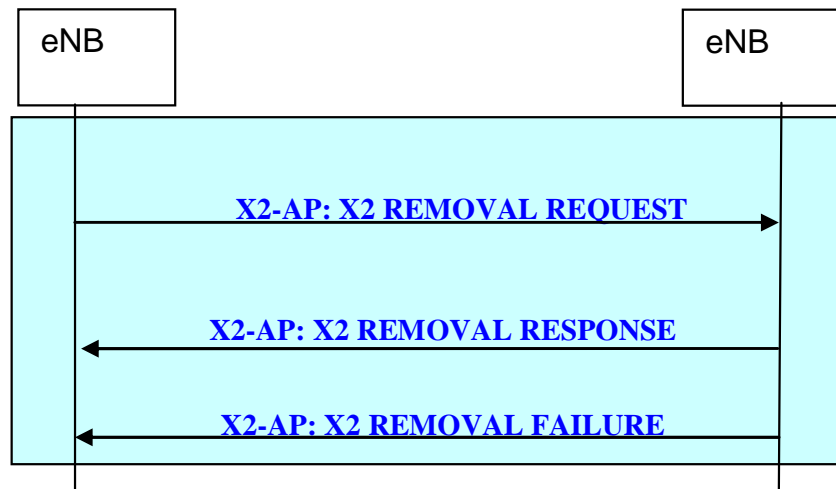 eNB
eNB
X2-AP: X2 REMOVAL REQUEST
X2-AP: X2 REMOVAL RESPONSE
X2-AP: X2 REMOVAL FAILURE